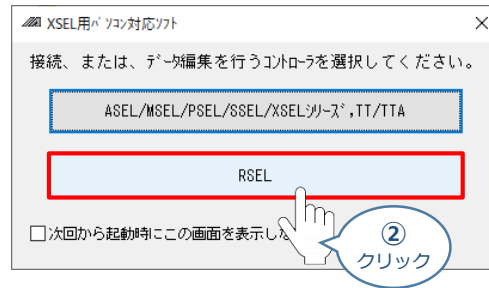 XSEL用ﾊﾟｿｺﾝ対応ｿﾌﾄ
接続、または、ﾃﾞｰﾀ編集を行うｺﾝﾄﾛｰﾗを選択してください。
ASEL/MSEL/PSEL/SSEL/XSELｼﾘｰｽﾞ,TT/TTA
RSEL
□次回から起動時にこの画面を表示しな
②
クリック